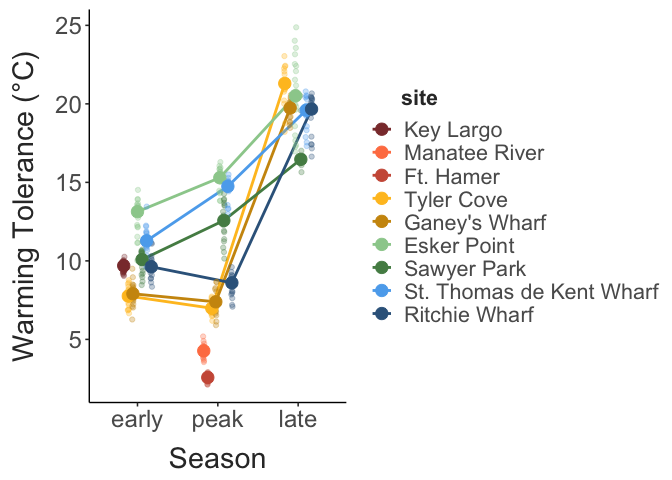 Warming Tolerance (°C)
25
20
15
10
5
early peak late
Season
site
Key Largo
Manatee River
Ft. Hamer
Tyler Cove
Ganey's Wharf
Esker Point
Sawyer Park
St. Thomas de Kent Wharf
Ritchie Wharf